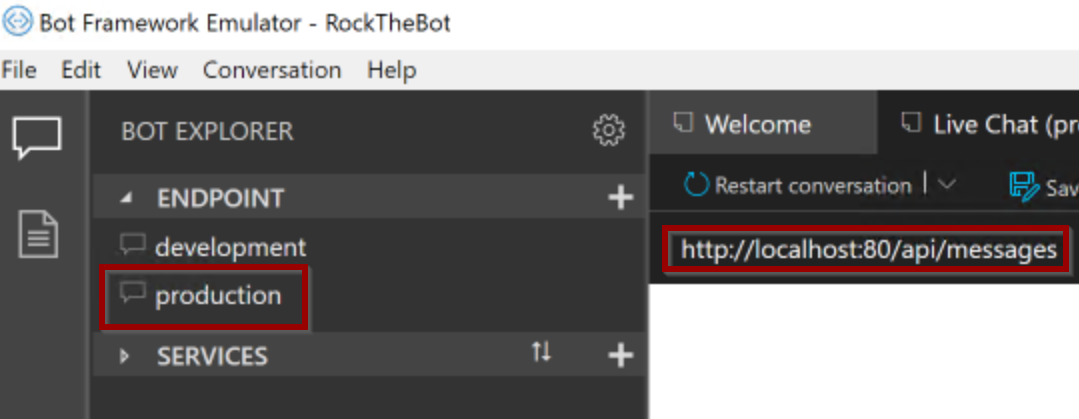 Bot Framework Emulator - RockTheBot
File Edit View Conversation Help
BOT EXPLORER
ENDPOINT
development
production
SERVICES
Welcome
Live Chat (pr
Restart conversation
Sav
http://localhost:80/api/messages